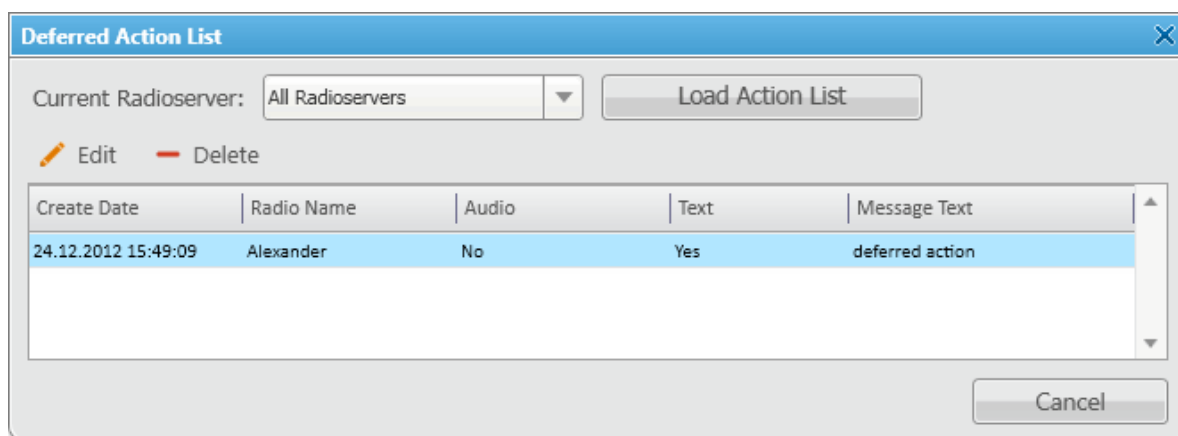 Deferred Action List
Current Radioserver: All Radioservers Load Action List
Edit Delete
Create Date Radio Name Audio Text Message Text
24.12.2012 15:49:09 Alexander No Yes deferred action
Cancel